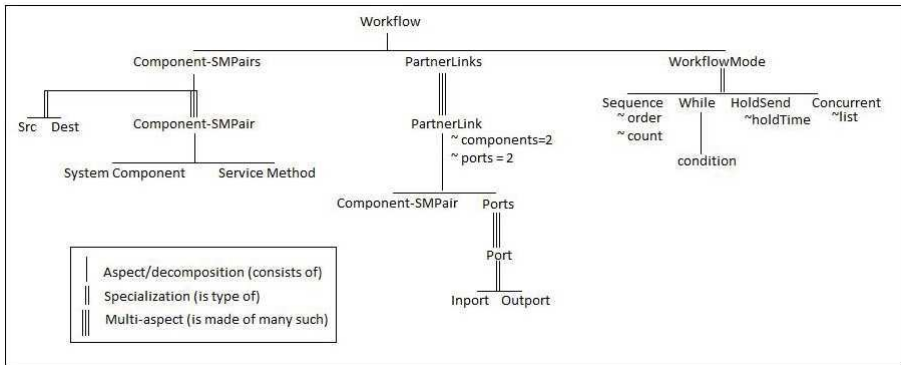 Workflow
Component-SMPairs PartnerLinks WorkflowMode
Sequence While HoldSend Concurrent
~ order ~holdTime ~list
~ count
Src Dest Component-SMPair PartnerLink
~ components=2
~ ports = 2
condition
System Component Service Method
Component-SMPair Ports
Port
Inport Outport
Aspect/decomposition (consists of)
Specialization (is type of)
Multi-aspect (is made of many such)